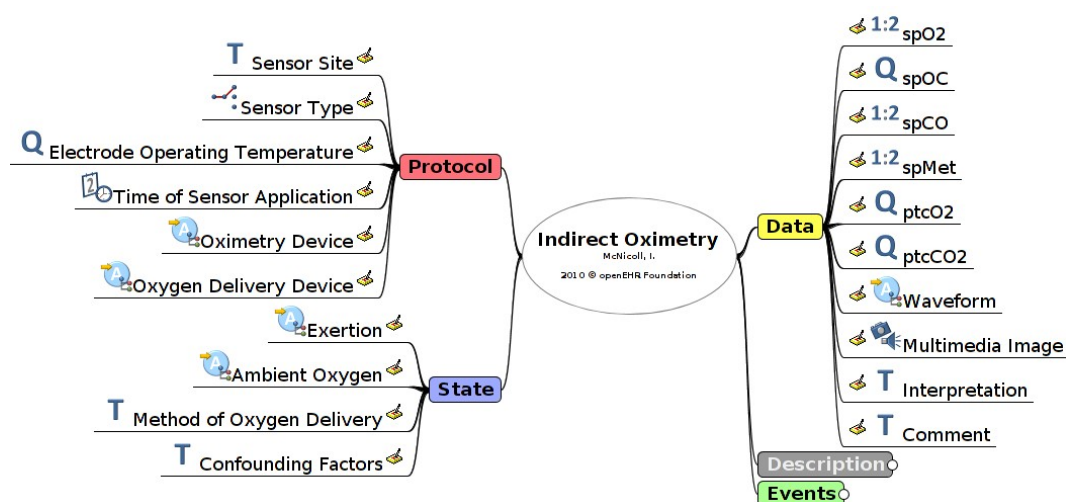 T Sensor Site
Sensor Type
Q Electrode Operating Temperature
2 Time of Sensor Application
A Oximetry Device
A Oxygen Delivery Device
Protocol
A Exertion
A Ambient Oxygen
T Method of Oxygen Delivery
T Confounding Factors
State
Indirect Oximetry
McNicoll, I.
2010 © openEHR Foundation
Data
1:2 spO2
Q spOC
1:2 spCO
1:2 spMet
Q ptcO2
Q ptcCO2
A Waveform
Multimedia Image
T Interpretation
T Comment
Description
Events